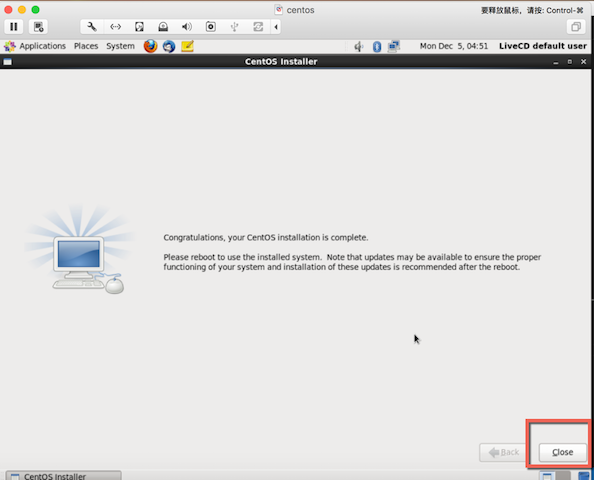 centos
要释放鼠标，请按: Control-⌘
Applications Places System
Mon Dec 5, 04:51 LiveCD default user
CentOS Installer
Congratulations, your CentOS installation is complete.
Please reboot to use the installed system. Note that updates may be available to ensure the proper
functioning of your system and installation of these updates is recommended after the reboot.
Back Close
CentOS Installer